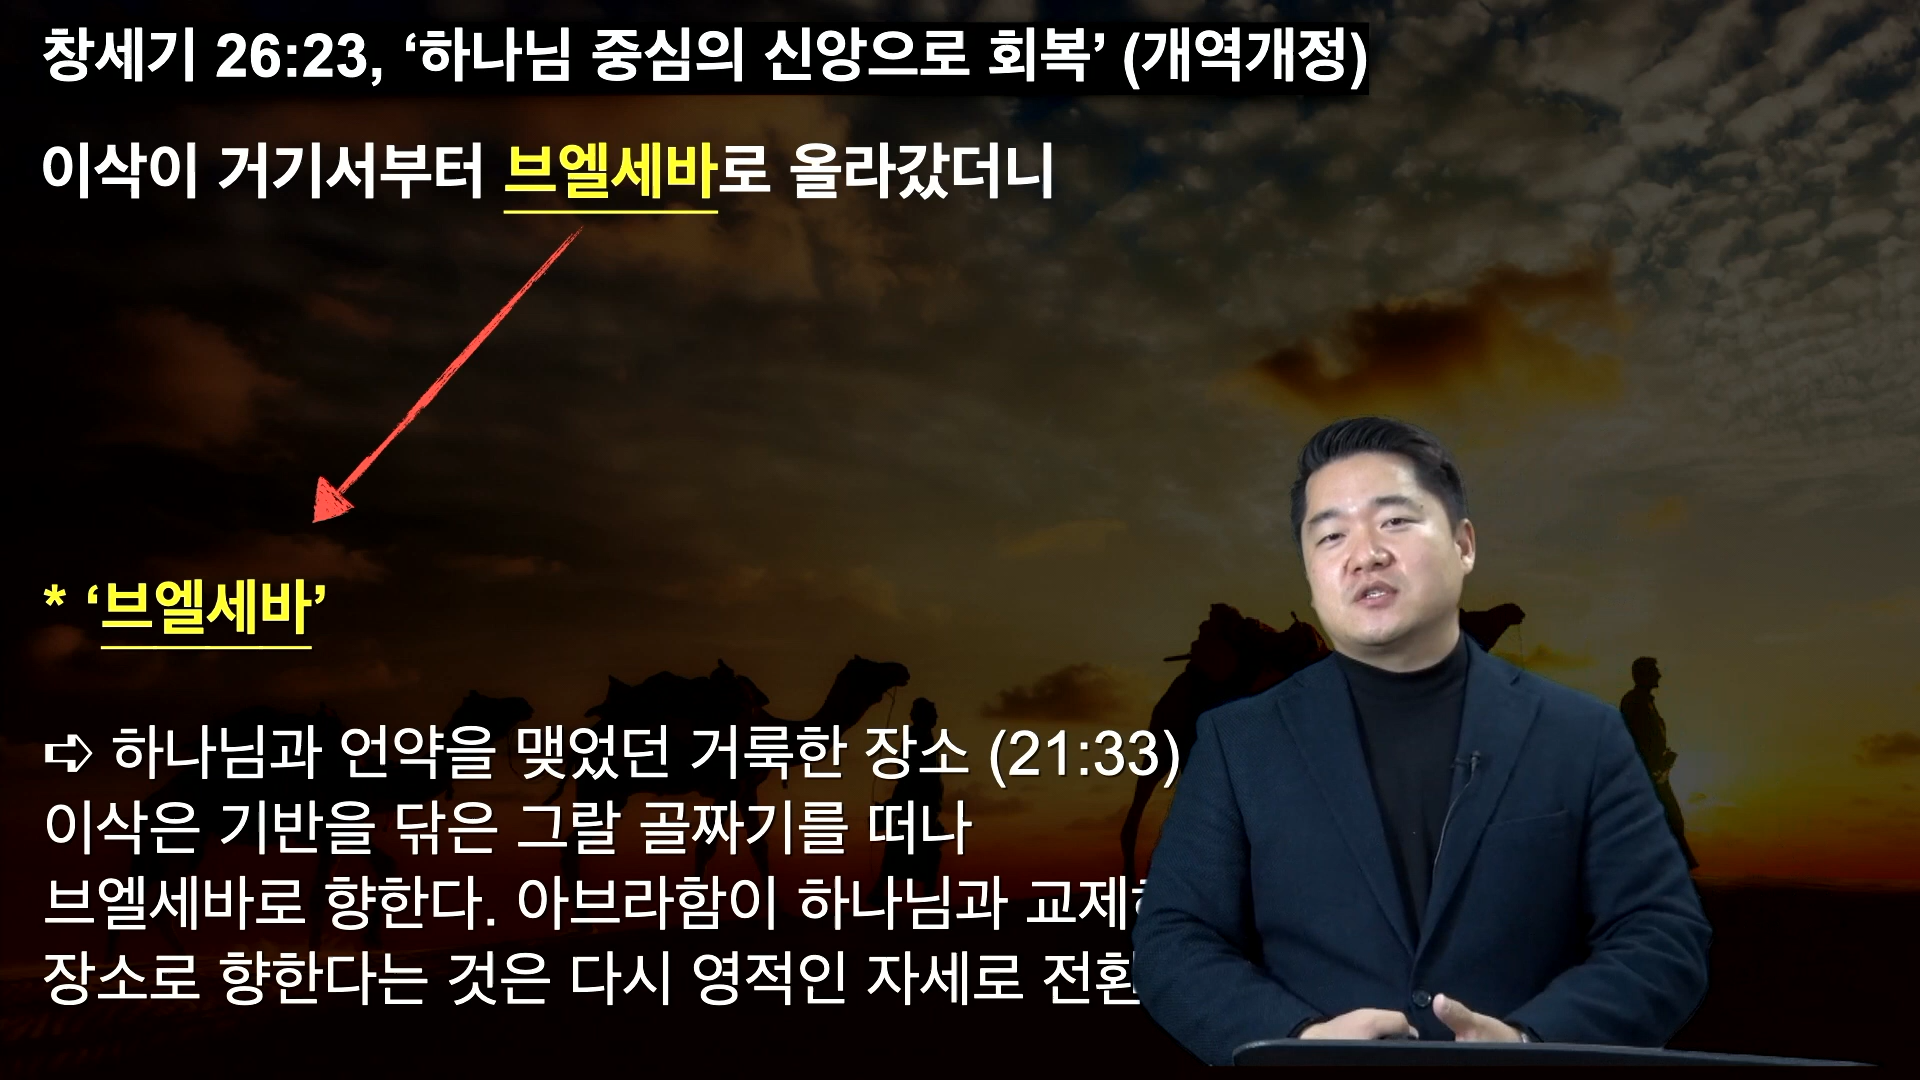 창세기 26:23, ‘하나님 중심의 신앙으로 회복’ (개역개정)
이삭이 거기서부터 브엘세바로 올라갔더니
* ‘브엘세바’
➪ 하나님과 언약을 맺었던 거룩한 장소 (21:33)
이삭은 기반을 닦은 그랄 골짜기를 떠나
브엘세바로 향한다. 아브라함이 하나님과
장소로 향한다는 것은 다시 영적인 자세로